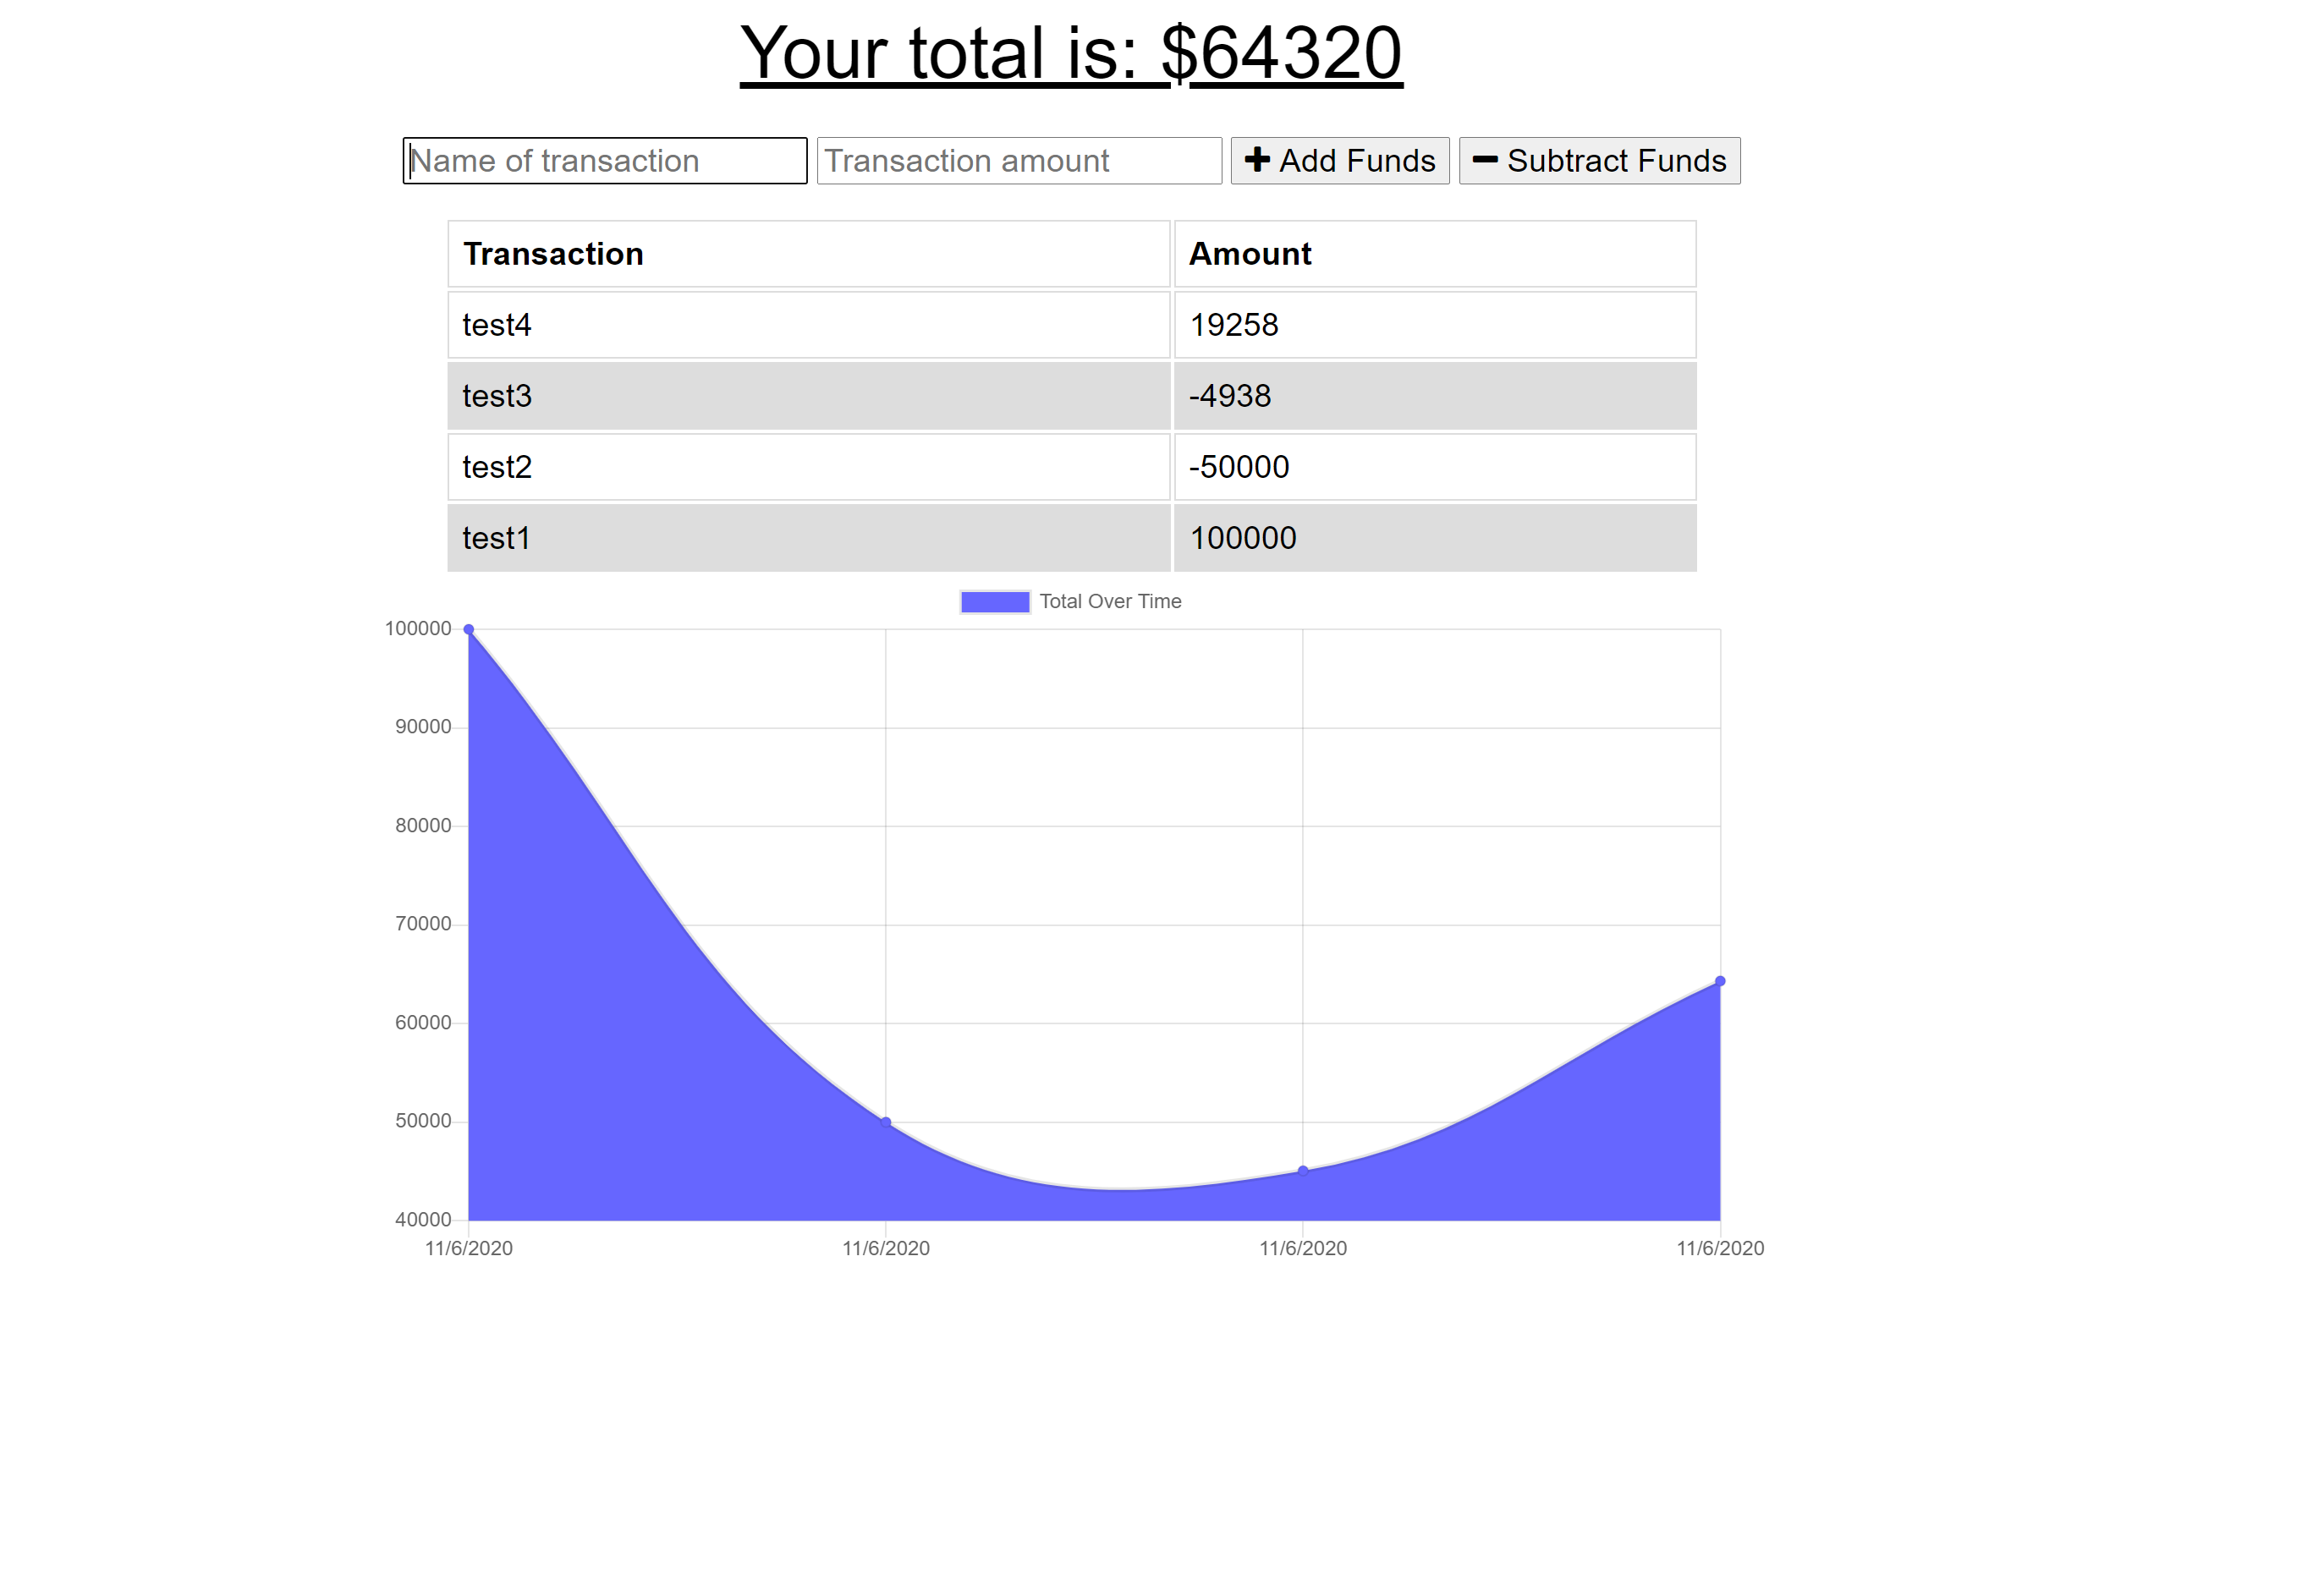 Your total is: $64320
Name of transaction Transaction amount Add Funds Subtract Funds
Transaction Amount
test4 19258
test3 -4938
test2 -50000
test1 100000
Total Over Time
100000
90000
80000
70000
60000
50000
40000
11/6/2020 11/6/2020 11/6/2020 11/6/2020